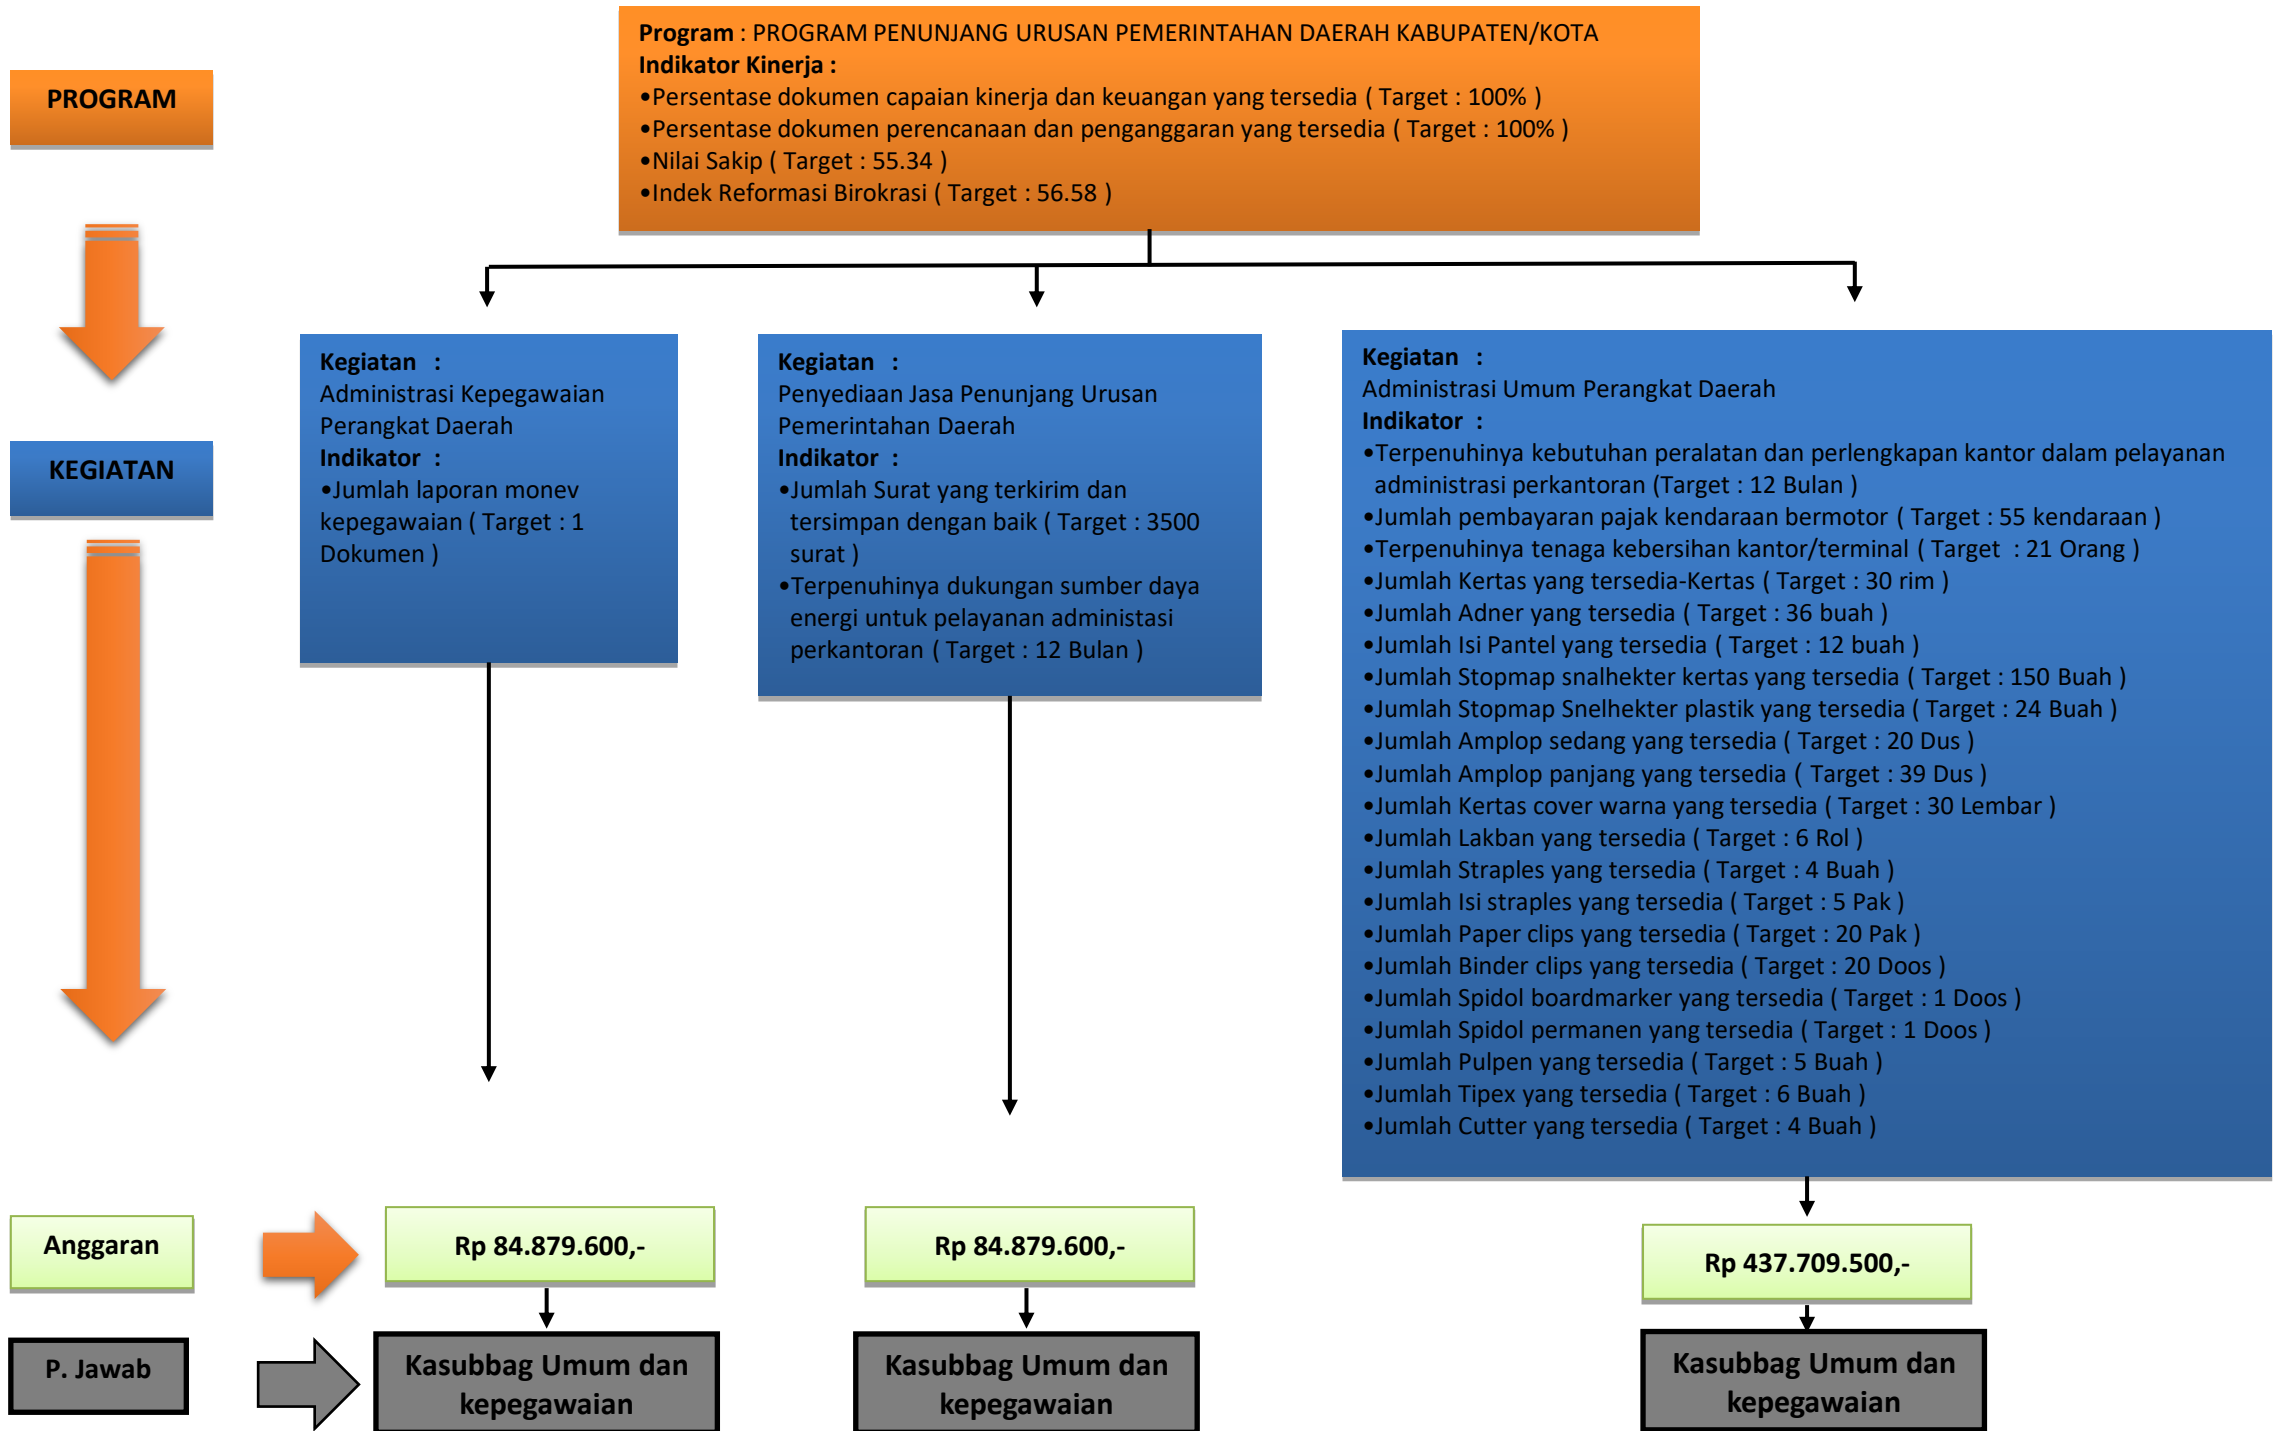 Program : PROGRAM PENUNJANG URUSAN PEMERINTAHAN DAERAH KABUPATEN/KOTA
Indikator Kinerja :
•Persentase dokumen capaian kinerja dan keuangan yang tersedia ( Target : 100% )
•Persentase dokumen perencanaan dan penganggaran yang tersedia ( Target : 100% )
•Nilai Sakip ( Target : 55.34 )
•Indek Reformasi Birokrasi ( Target : 56.58 )
PROGRAM
KEGIATAN
Kegiatan :
Administrasi Kepegawaian
Perangkat Daerah
Indikator :
•Jumlah laporan monev
kepegawaian ( Target : 1
Dokumen )
Kegiatan :
Penyediaan Jasa Penunjang Urusan
Pemerintahan Daerah
Indikator :
•Jumlah Surat yang terkirim dan
tersimpan dengan baik ( Target : 3500
surat )
•Terpenuhinya dukungan sumber daya
energi untuk pelayanan administasi
perkantoran ( Target : 12 Bulan )
Kegiatan :
Administrasi Umum Perangkat Daerah
Indikator :
•Terpenuhinya kebutuhan peralatan dan perlengkapan kantor dalam pelayanan
administrasi perkantoran (Target : 12 Bulan )
•Jumlah pembayaran pajak kendaraan bermotor ( Target : 55 kendaraan )
•Terpenuhinya tenaga kebersihan kantor/terminal ( Target : 21 Orang )
•Jumlah Kertas yang tersedia-Kertas ( Target : 30 rim )
•Jumlah Adner yang tersedia ( Target : 36 buah )
•Jumlah Isi Pantel yang tersedia ( Target : 12 buah )
•Jumlah Stopmap snalhekter kertas yang tersedia ( Target : 150 Buah )
•Jumlah Stopmap Snelhekter plastik yang tersedia ( Target : 24 Buah )
•Jumlah Amplop sedang yang tersedia ( Target : 20 Dus )
•Jumlah Amplop panjang yang tersedia ( Target : 39 Dus )
•Jumlah Kertas cover warna yang tersedia ( Target : 30 Lembar )
•Jumlah Lakban yang tersedia ( Target : 6 Rol )
•Jumlah Straples yang tersedia ( Target : 4 Buah )
•Jumlah Isi straples yang tersedia ( Target : 5 Pak )
•Jumlah Paper clips yang tersedia ( Target : 20 Pak )
•Jumlah Binder clips yang tersedia ( Target : 20 Doos )
•Jumlah Spidol boardmarker yang tersedia ( Target : 1 Doos )
•Jumlah Spidol permanen yang tersedia ( Target : 1 Doos )
•Jumlah Pulpen yang tersedia ( Target : 5 Buah )
•Jumlah Tipex yang tersedia ( Target : 6 Buah )
•Jumlah Cutter yang tersedia ( Target : 4 Buah )
Anggaran
Rp 84.879.600,-
Rp 84.879.600,-
Rp 437.709.500,-
P. Jawab
Kasubbag Umum dan
kepegawaian
Kasubbag Umum dan
kepegawaian
Kasubbag Umum dan
kepegawaian